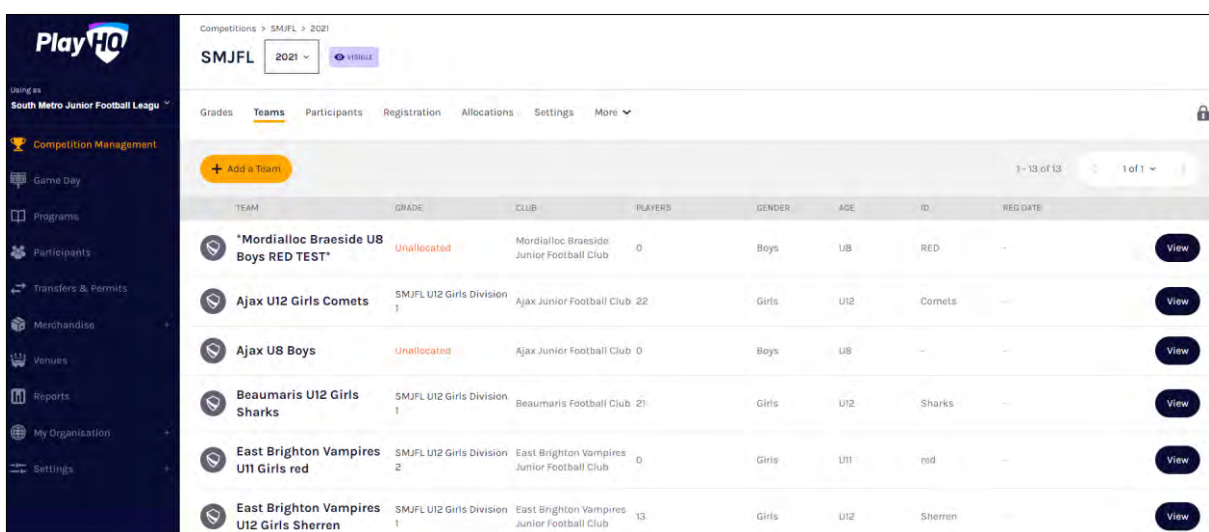 PlayHQ
Using as
South Metro Junior Football Leagu
Competition Management
Game Day
Programs
Participants
Transfers & Permits
Merchandise +
Venues
Reports
My Organisation +
Settings +
Competitions > SMJFL > 2021
SMJFL 2021 VISIBLE
Grades Teams Participants Registration Allocations Settings More
+ Add a Team 1 - 13 of 13 1 of 1
TEAM GRADE CLUB PLAYERS GENDER AGE ID REG DATE
*Mordialloc Braeside U8
Boys RED TEST* Unallocated Mordialloc Braeside
Junior Football Club 0 Boys U8 RED - View
Ajax U12 Girls Comets SMJFL U12 Girls Division
1 Ajax Junior Football Club 22 Girls U12 Comets - View
Ajax U8 Boys Unallocated Ajax Junior Football Club 0 Boys U8 - - View
Beaumaris U12 Girls
Sharks SMJFL U12 Girls Division
1 Beaumaris Football Club 21 Girls U12 Sharks - View
East Brighton Vampires
U11 Girls red SMJFL U12 Girls Division
2 East Brighton Vampires
Junior Football Club 0 Girls U11 red - View
East Brighton Vampires
U12 Girls Sherren SMJFL U12 Girls Division
1 East Brighton Vampires
Junior Football Club 13 Girls U12 Sherren - View